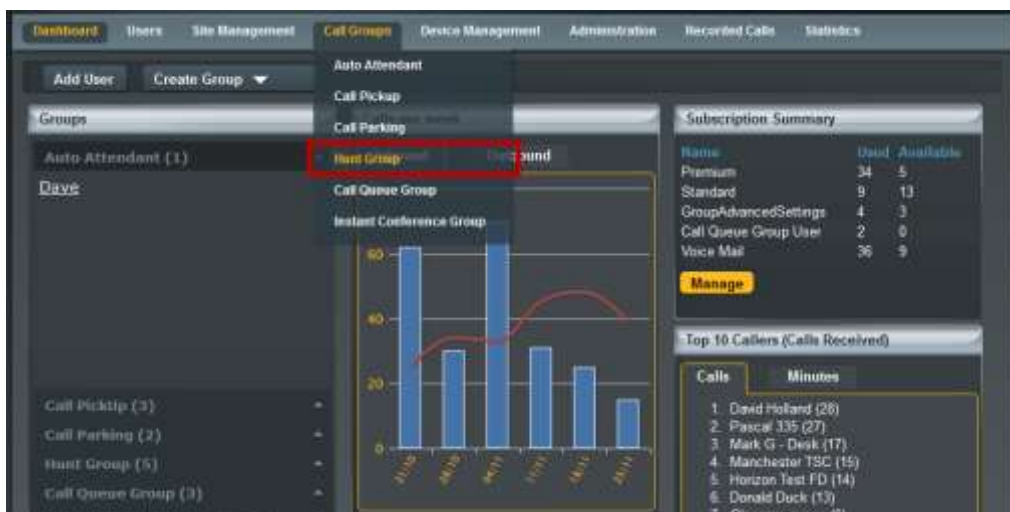 Dashboard Users Site Management Call Groups Device Management Administration Recorded Calls Statistics
Add User Create Group
Auto Attendant
Call Pickup
Call Parking
Hunt Group
Call Queue Group
Instant Conference Group
Groups
Auto Attendant (1)
Dave
Call Picktip (3)
Call Parking (2)
Hunt Group (5)
Call Queue Group (3)
60
40
20
0
Subscription Summary
Name Used Available
Premium 34 5
Standard 9 13
GroupAdvancedSettings 4 3
Call Queue Group User 2 0
Voice Mail 36 9
Manage
Top 10 Callers (Calls Received)
Calls Minutes
1. David Holland (28)
2. Pascal 335 (27)
3. Mark G - Desk (17)
4. Manchester TSC (15)
5. Horizon Test FD (14)
6. Donald Duck (13)